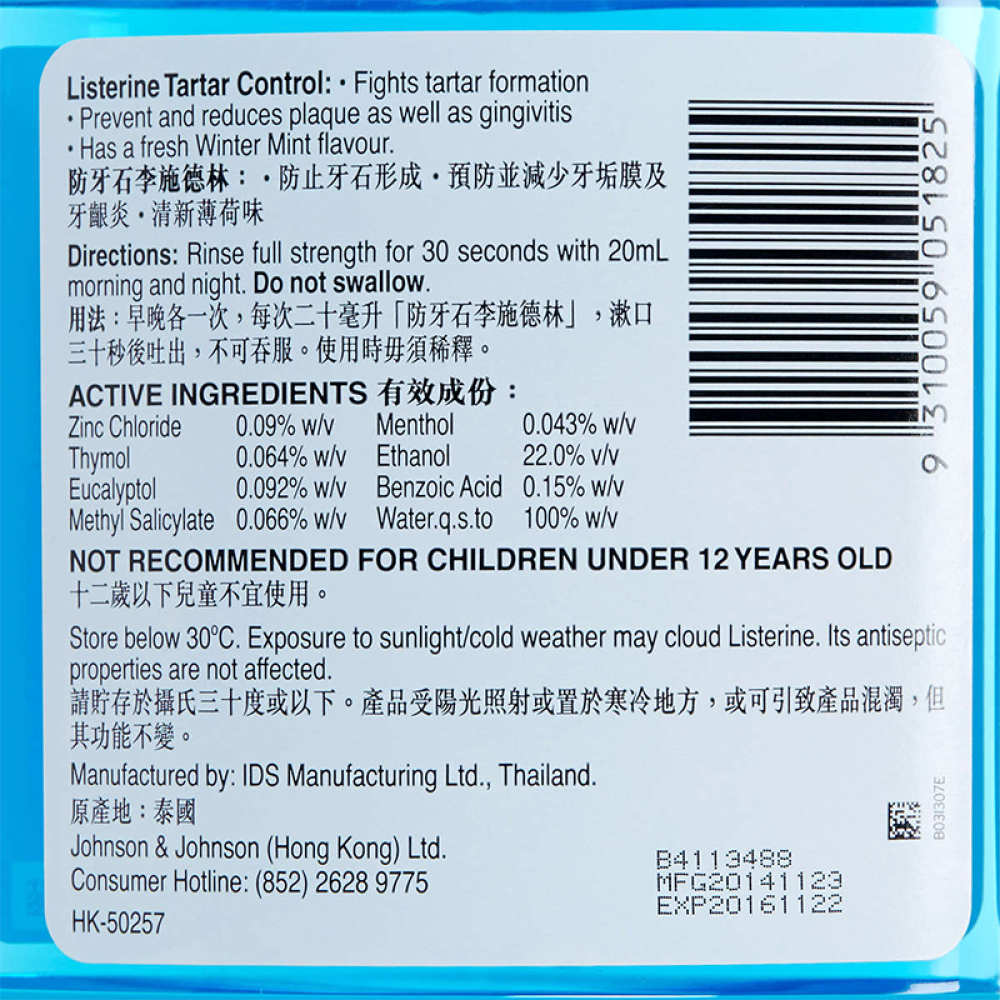 Listerine Tartar Control: • Fights tartar formation
• Prevent and reduces plaque as well as gingivitis
• Has a fresh Winter Mint flavour.
防牙石李施德林：•防止牙石形成•預防並減少牙垢膜及
牙齦炎•清新薄荷味
Directions: Rinse full strength for 30 seconds with 20mL
morning and night. Do not swallow.
用法：早晚各一次，每次二十毫升「防牙石李施德林」，漱口
三十秒後吐出，不可吞服。使用時毋須稀釋。
ACTIVE INGREDIENTS 有效成份：
Zinc Chloride 0.09% w/v Menthol 0.043% w/v
Thymol 0.064% w/v Ethanol 22.0% v/v
Eucalyptol 0.092% w/v Benzoic Acid 0.15% w/v
Methyl Salicylate 0.066% w/v Water.q.s.to 100% w/v
NOT RECOMMENDED FOR CHILDREN UNDER 12 YEARS OLD
十二歲以下兒童不宜使用。
Store below 30ºC. Exposure to sunlight/cold weather may cloud Listerine. Its antiseptic
properties are not affected.
請貯存於攝氏三十度或以下。產品受陽光照射或置於寒冷地方，或可引致產品混濁，但
其功能不變。
Manufactured by: IDS Manufacturing Ltd., Thailand.
原產地：泰國
Johnson & Johnson (Hong Kong) Ltd.
Consumer Hotline: (852) 2628 9775
HK-50257
B4113488
MFG20141123
EXP20161122
B03I307E
9 310059 051825